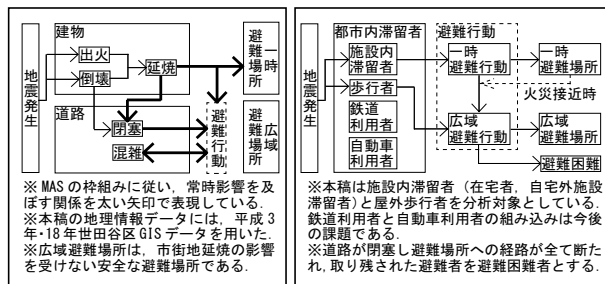 建物
地震発生
出火
倒壊
延焼
一時避難場所
道路
閉塞
混雑
避難行動
広域避難場所
※MASの枠組みに従い，常時影響を及
ぼす関係を太い矢印で表現している．
※本稿の地理情報データには，平成3
年・18年世田谷区GISデータを用いた．
※広域避難場所は，市街地延焼の影響
を受けない安全な避難場所である．
地震発生
都市内滞留者
施設内
滞留者
歩行者
鉄道
利用者
自動車
利用者
避難行動
一時
避難行動
一時
避難場所
火災接近時
広域
避難行動
広域
避難場所
避難困難
※本稿は施設内滞留者（在宅者，自宅外施設
滞留者）と屋外歩行者を分析対象としている．
鉄道利用者と自動車利用者の組み込みは今後
の課題である．
※道路が閉塞し避難場所への経路が全て断た
れ，取り残された避難者を避難困難者とする．